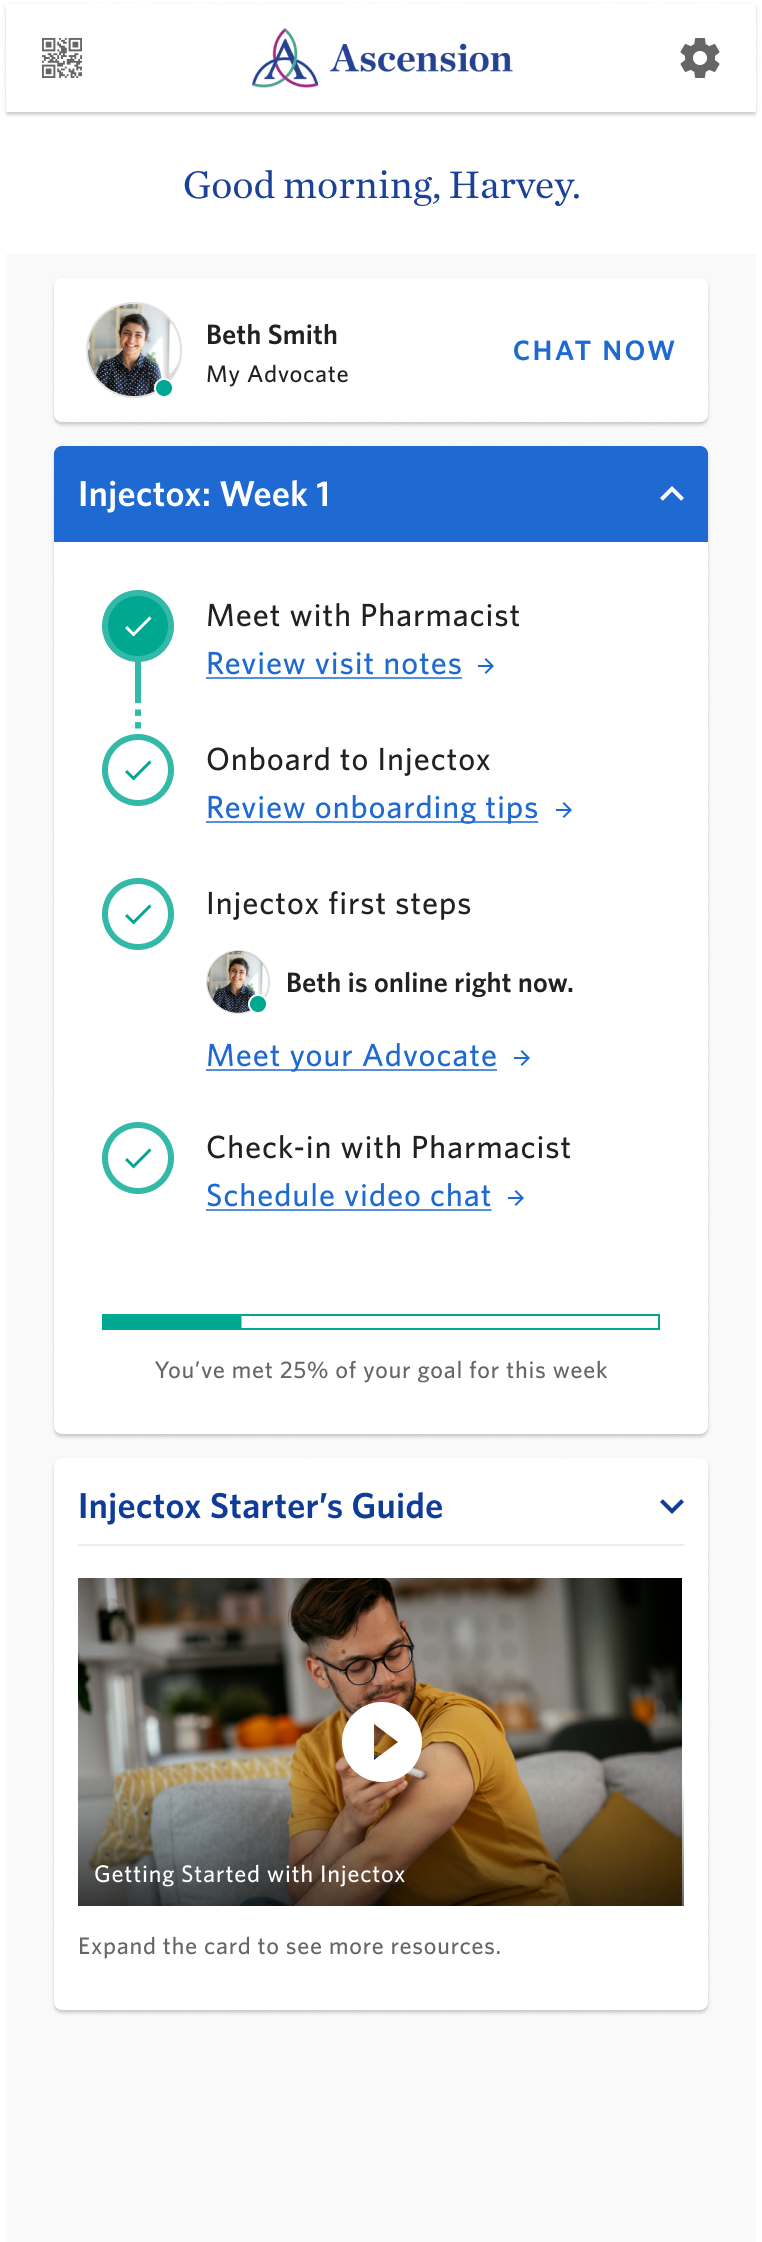 Ascension
Good morning, Harvey.
Beth Smith
My Advocate
CHAT NOW
Injectox: Week 1
Meet with Pharmacist
Review visit notes →
Onboard to Injectox
Review onboarding tips →
Injectox first steps
Beth is online right now.
Meet your Advocate →
Check-in with Pharmacist
Schedule video chat →
You’ve met 25% of your goal for this week
Injectox Starter’s Guide
Getting Started with Injectox
Expand the card to see more resources.